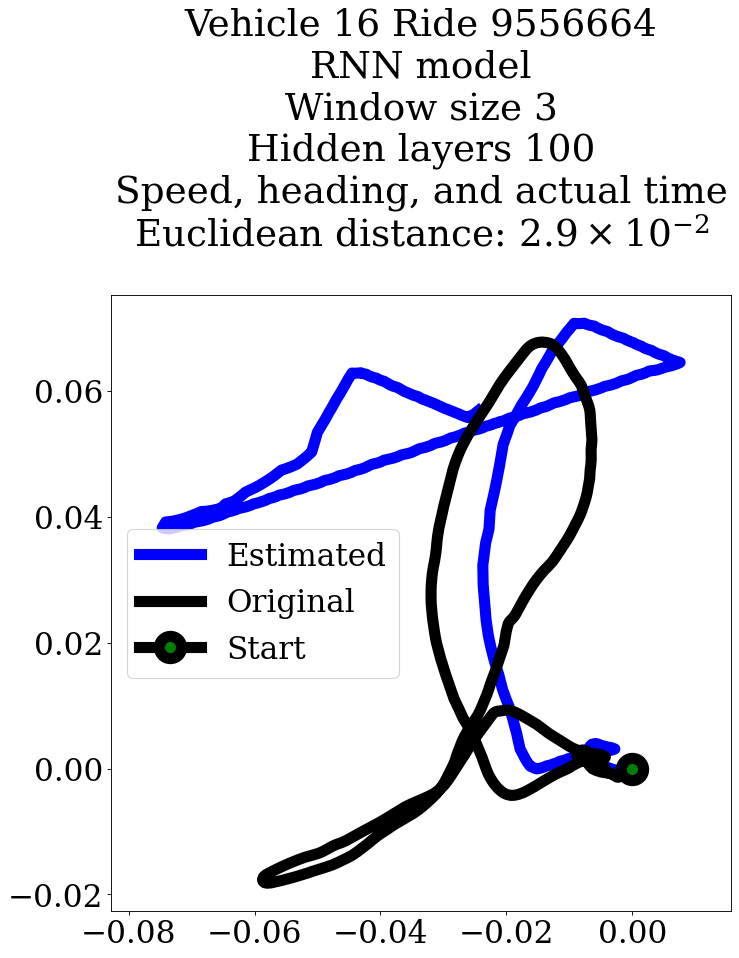 Vehicle 16 Ride 9556664
RNN model
Window size 3
Hidden layers 100
Speed, heading, and actual time
Euclidean distance: 2.9 × 10⁻²
0.06
0.04
0.02
0.00
−0.02
Estimated
Original
Start
−0.08 −0.06 −0.04 −0.02 0.00